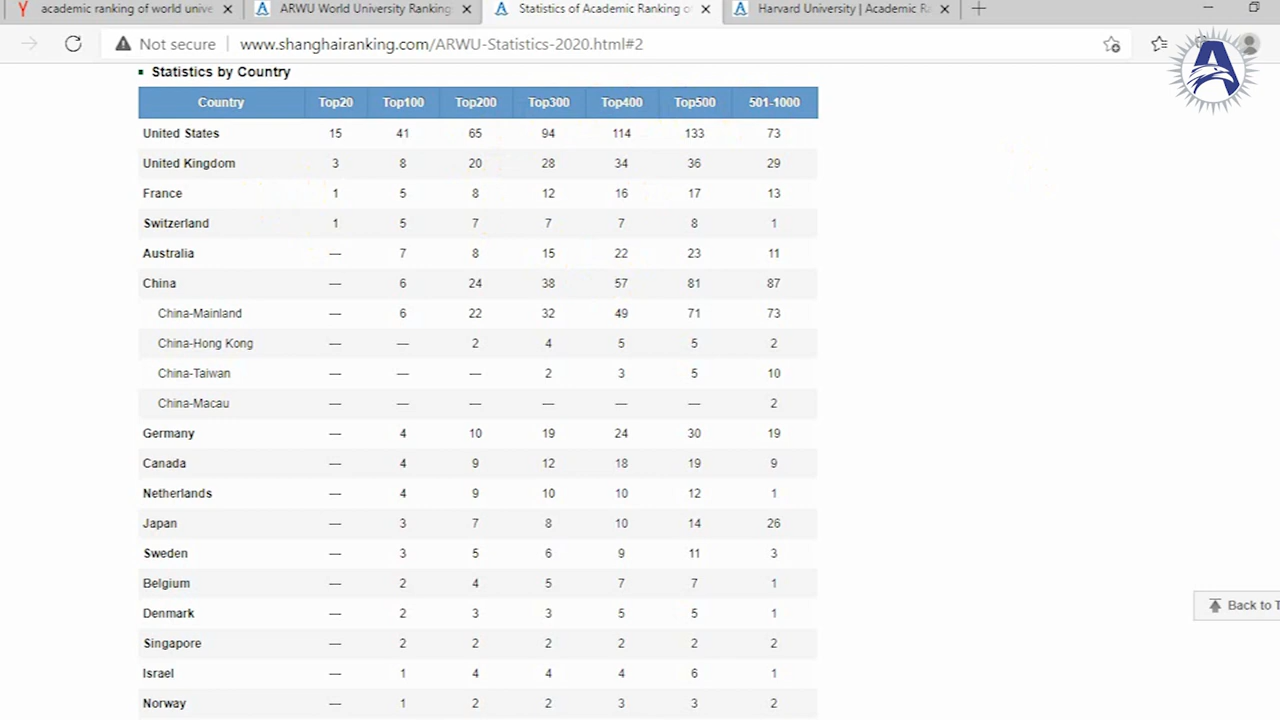 academic ranking of world unive
ARWU World University Ranking
Statistics of Academic Ranking o
Harvard University | Academic R
Not secure www.shanghairanking.com/ARWU-Statistics-2020.html#2
Statistics by Country
Country Top20 Top100 Top200 Top300 Top400 Top500 501-1000
United States 15 41 65 94 114 133 73
United Kingdom 3 8 20 28 34 36 29
France 1 5 8 12 16 17 13
Switzerland 1 5 7 7 7 8 1
Australia — 7 8 15 22 23 11
China — 6 24 38 57 81 87
China-Mainland — 6 22 32 49 71 73
China-Hong Kong — — 2 4 5 5 2
China-Taiwan — — — 2 3 5 10
China-Macau — — — — — — 2
Germany — 4 10 19 24 30 19
Canada — 4 9 12 18 19 9
Netherlands — 4 9 10 10 12 1
Japan — 3 7 8 10 14 26
Sweden — 3 5 6 9 11 3
Belgium — 2 4 5 7 7 1
Denmark — 2 3 3 5 5 1
Back to T
Singapore — 2 2 2 2 2 2
Israel — 1 4 4 4 6 1
Norway — 1 2 2 3 3 2